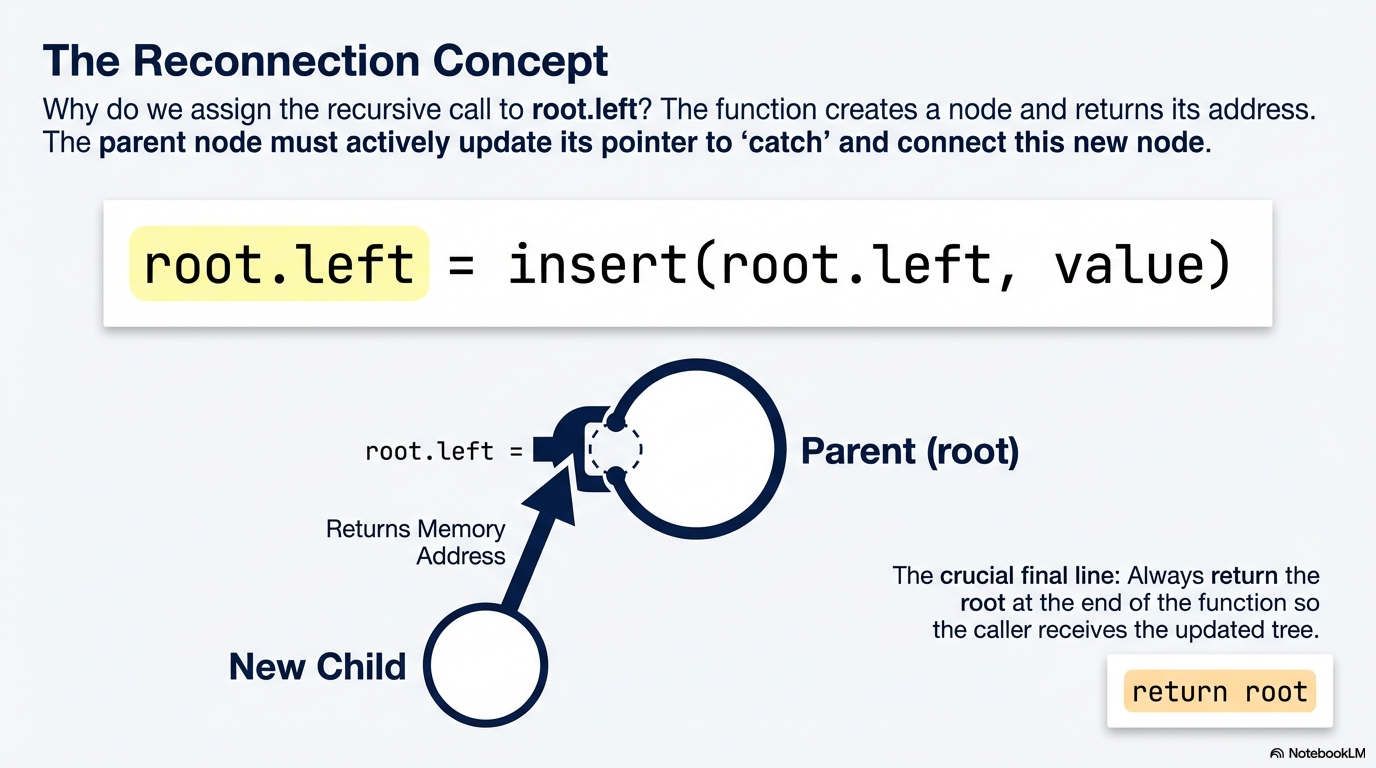 The Reconnection Concept
Why do we assign the recursive call to root.left? The function creates a node and returns its address.
The parent node must actively update its pointer to ‘catch’ and connect this new node.
root.left = insert(root.left, value)
root.left =
Parent (root)
Returns Memory
Address
New Child
The crucial final line: Always return the
root at the end of the function so
the caller receives the updated tree.
return root
NotebookLM